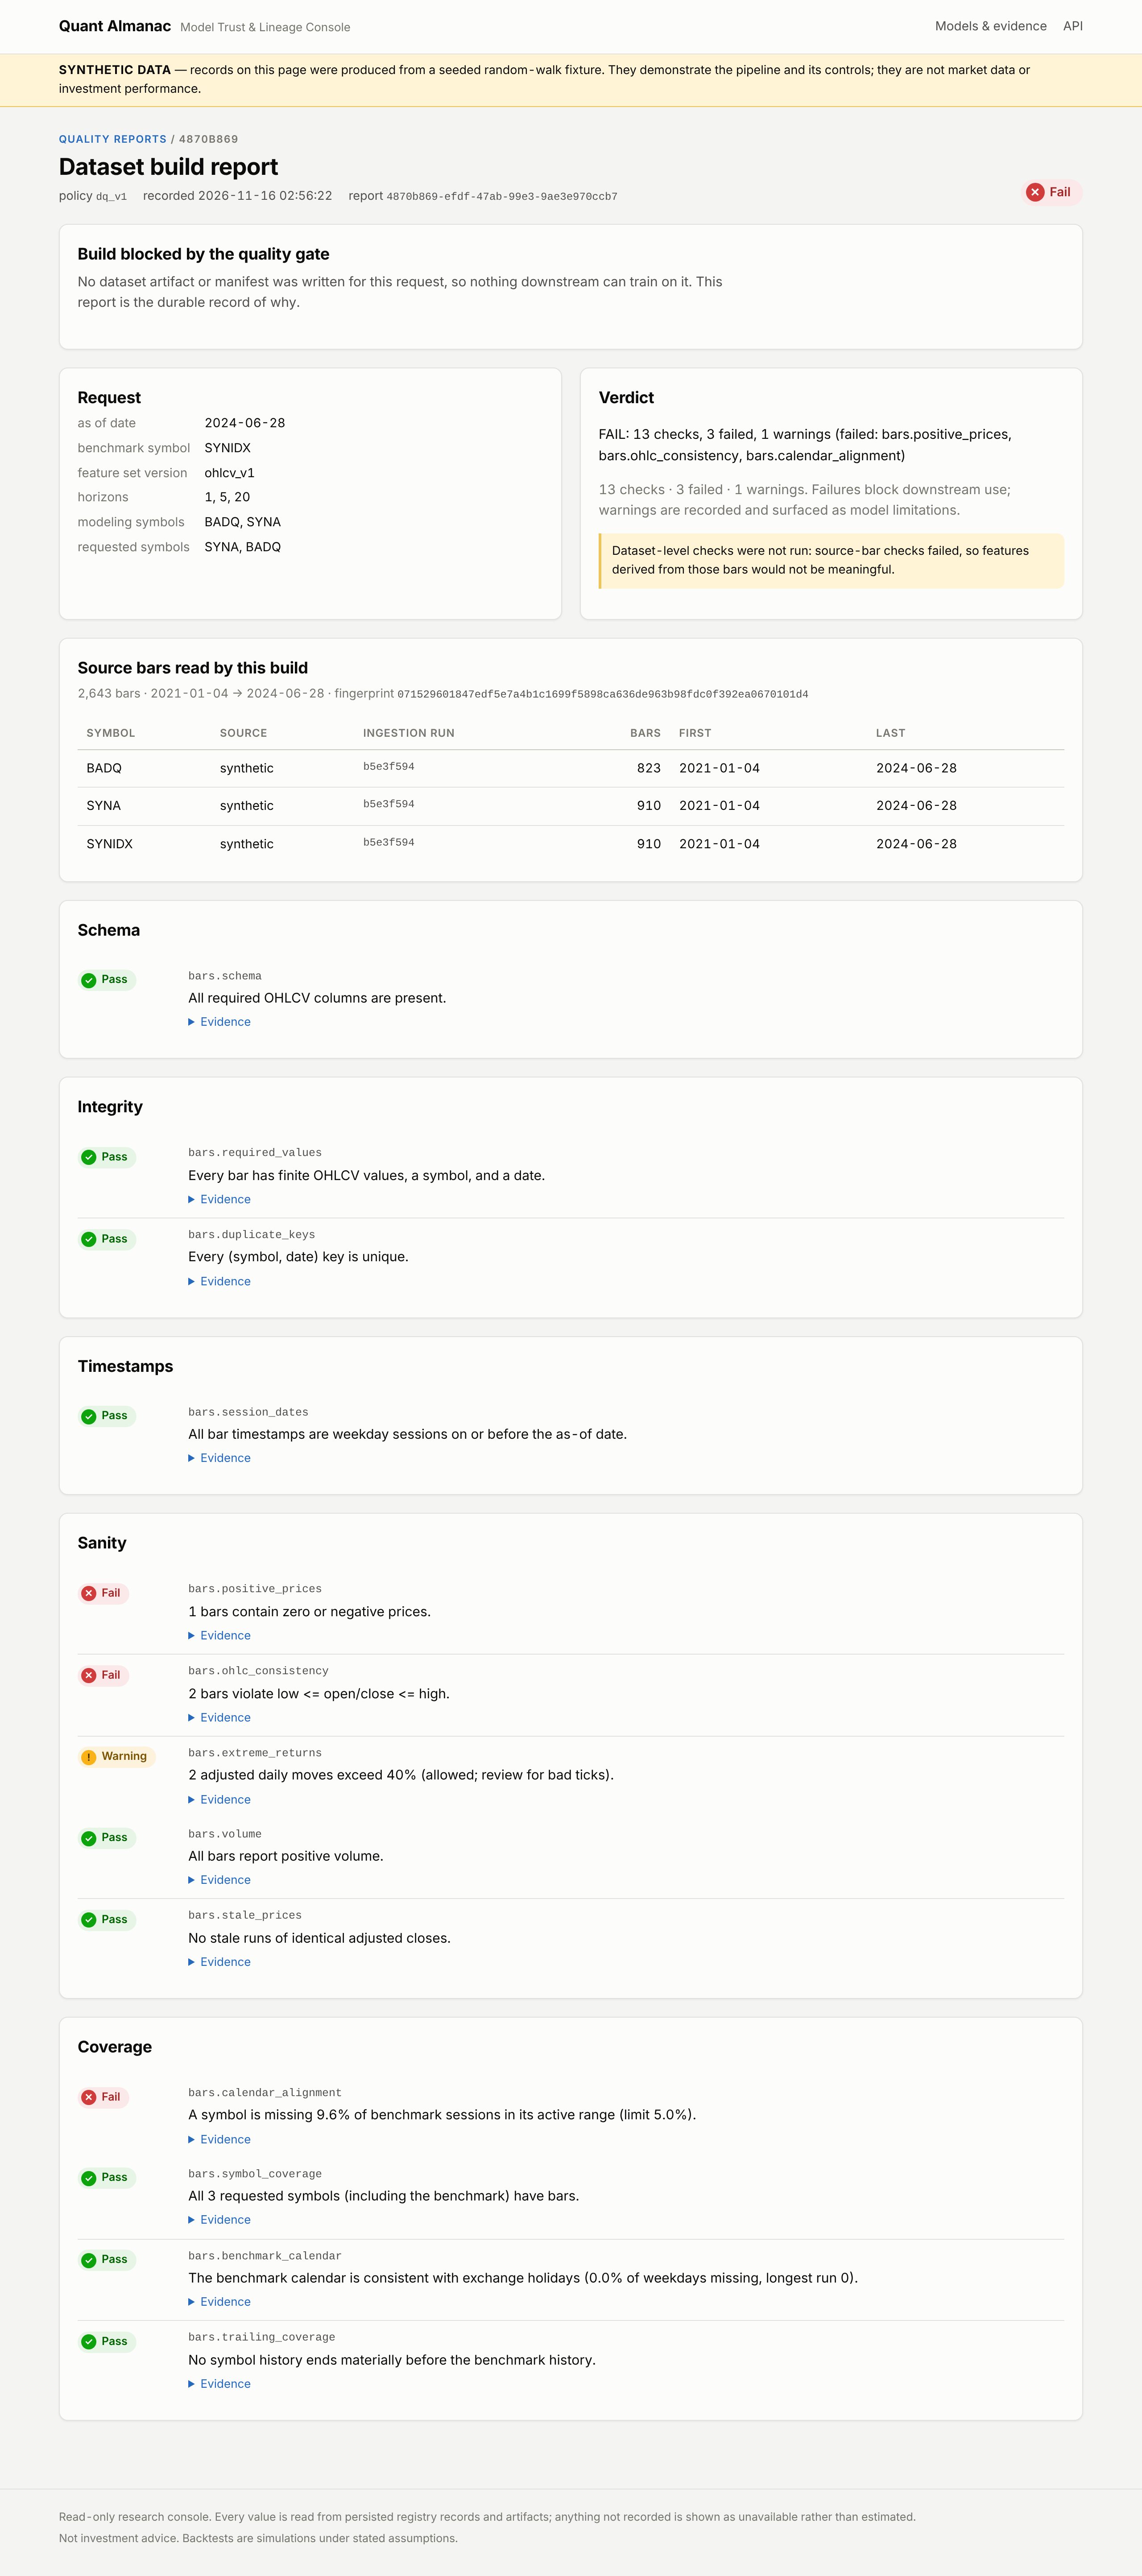 Quant Almanac Model Trust & Lineage Console Models & evidence API
SYNTHETIC DATA — records on this page were produced from a seeded random-walk fixture. They demonstrate the pipeline and its controls; they are not market data or
investment performance.
QUALITY REPORTS / 4870B869
Dataset build report
policy dq_v1 recorded 2026-11-16 02:56:22 report 4870b869-efdf-47ab-99e3-9ae3e970ccb7
Fail
Build blocked by the quality gate
No dataset artifact or manifest was written for this request, so nothing downstream can train on it. This
report is the durable record of why.
Request
as of date 2024-06-28
benchmark symbol SYNIDX
feature set version ohlcv_v1
horizons 1, 5, 20
modeling symbols BADQ, SYNA
requested symbols SYNA, BADQ
Verdict
FAIL: 13 checks, 3 failed, 1 warnings (failed: bars.positive_prices,
bars.ohlc_consistency, bars.calendar_alignment)
13 checks · 3 failed · 1 warnings. Failures block downstream use;
warnings are recorded and surfaced as model limitations.
Dataset-level checks were not run: source-bar checks failed, so features
derived from those bars would not be meaningful.
Source bars read by this build
2,643 bars · 2021-01-04 → 2024-06-28 · fingerprint 071529601847edf5e7a4b1c1699f5898ca636de963b98fdc0f392ea0670101d4
SYMBOL SOURCE INGESTION RUN BARS FIRST LAST
BADQ synthetic b5e3f594 823 2021-01-04 2024-06-28
SYNA synthetic b5e3f594 910 2021-01-04 2024-06-28
SYNIDX synthetic b5e3f594 910 2021-01-04 2024-06-28
Schema
Pass bars.schema
All required OHLCV columns are present.
Evidence
Integrity
Pass bars.required_values
Every bar has finite OHLCV values, a symbol, and a date.
Evidence
Pass bars.duplicate_keys
Every (symbol, date) key is unique.
Evidence
Timestamps
Pass bars.session_dates
All bar timestamps are weekday sessions on or before the as-of date.
Evidence
Sanity
Fail bars.positive_prices
1 bars contain zero or negative prices.
Evidence
Fail bars.ohlc_consistency
2 bars violate low <= open/close <= high.
Evidence
Warning bars.extreme_returns
2 adjusted daily moves exceed 40% (allowed; review for bad ticks).
Evidence
Pass bars.volume
All bars report positive volume.
Evidence
Pass bars.stale_prices
No stale runs of identical adjusted closes.
Evidence
Coverage
Fail bars.calendar_alignment
A symbol is missing 9.6% of benchmark sessions in its active range (limit 5.0%).
Evidence
Pass bars.symbol_coverage
All 3 requested symbols (including the benchmark) have bars.
Evidence
Pass bars.benchmark_calendar
The benchmark calendar is consistent with exchange holidays (0.0% of weekdays missing, longest run 0).
Evidence
Pass bars.trailing_coverage
No symbol history ends materially before the benchmark history.
Evidence
Read-only research console. Every value is read from persisted registry records and artifacts; anything not recorded is shown as unavailable rather than estimated.
Not investment advice. Backtests are simulations under stated assumptions.